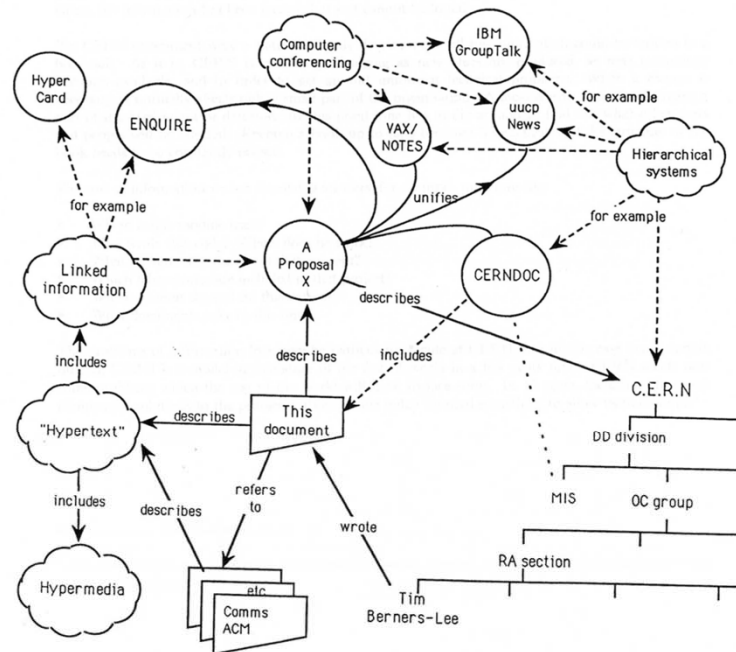 IBM
GroupTalk
Computer
conferencing
Hyper
Card
for example
uucp
News
ENQUIRE
VAX/
NOTES
Hierarchical
systems
unifies
for example
for example
A
Proposal
X
Linked
information
CERNDOC
describes
includes
describes
includes
C.E.R.N
This
document
describes
"Hypertext"
DD division
refers
to
includes
describes
MIS
OC group
wrote
RA section
Hypermedia
etc
Comms
ACM
Tim
Berners-Lee